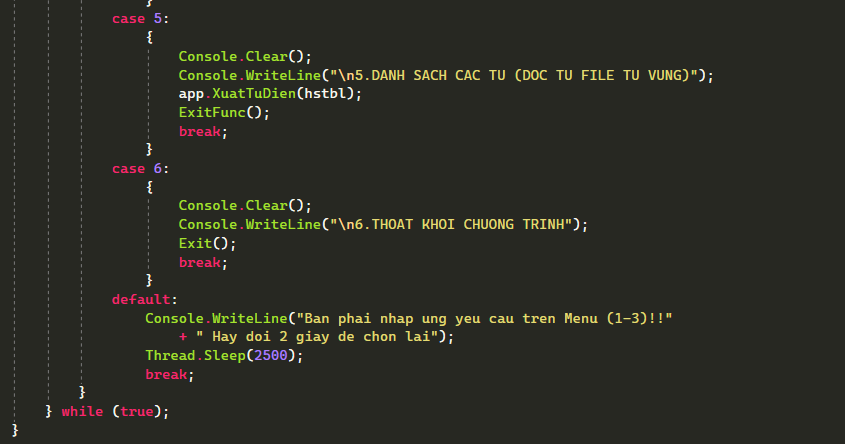 }
case 5:
{
Console.Clear();
Console.WriteLine("\n5.DANH SACH CAC TU (DOC TU FILE TU VUNG)");
app.XuatTuDien(hstbl);
ExitFunc();
break;
}
case 6:
{
Console.Clear();
Console.WriteLine("\n6.THOAT KHOI CHUONG TRINH");
Exit();
break;
}
default:
Console.WriteLine("Ban phai nhap ung yeu cau tren Menu (1-3)!!"
+ " Hay doi 2 giay de chon lai");
Thread.Sleep(2500);
break;
}
} while (true);
}